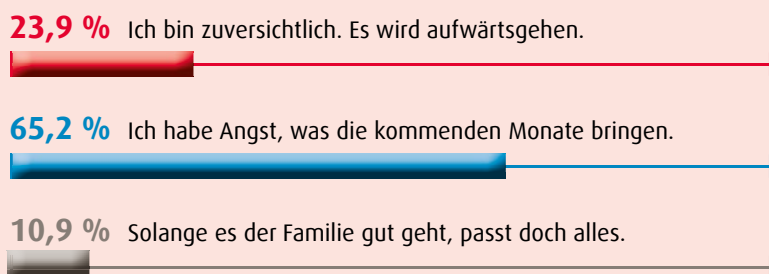 23,9 % Ich bin zuversichtlich. Es wird aufwärtsgehen.
65,2 % Ich habe Angst, was die kommenden Monate bringen.
10,9 % Solange es der Familie gut geht, passt doch alles.